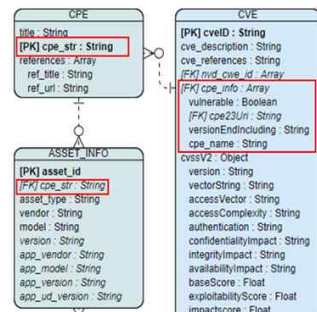 CPE
title : String
[PK] cpe_str : String
references : Array
ref_title : String
ref_url : String
ASSET_INFO
[PK] asset_id
[FK] cpe_str : String
asset_type : String
vendor : String
model : String
version : String
app_vendor : String
app_model : String
app_version : String
app_ud_version : String
CVE
[PK] cveID : String
cve_description : String
cve_references : String
[FK] nvd_cwe_id : Array
[FK] cpe_info : Array
vulnerable : Boolean
[FK] cpe23Uri : String
versionEndIncluding : String
cpe_name : String
cvssV2 : Object
version : String
vectorString : String
accessVector : String
accessComplexity : String
authentication : String
confidentialityImpact : String
integrityImpact : String
availabilityImpact : String
baseScore : Float
exploitabilityScore : Float
impactscore : Float